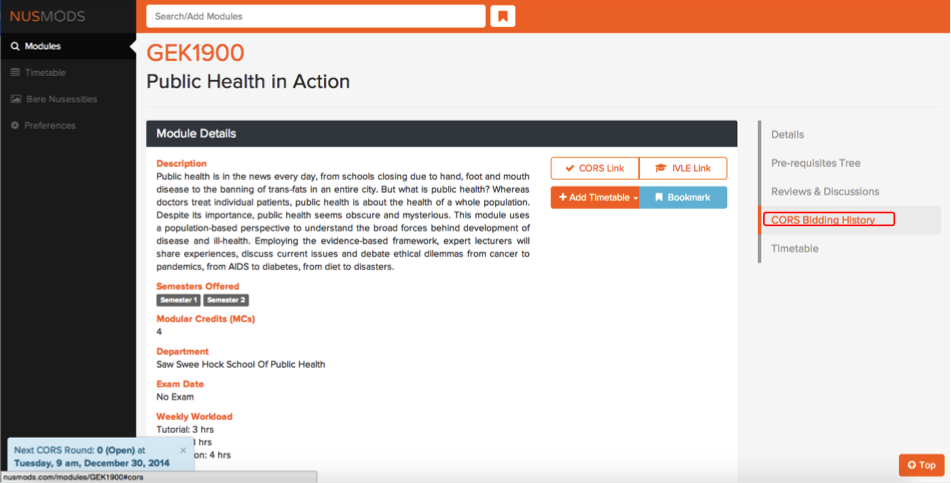 NUSMODS
Search/Add Modules
Modules
Timetable
Bare Nusessities
Preferences
GEK1900
Public Health in Action
Module Details
Description
Public health is in the news every day, from schools closing due to hand, foot and mouth
disease to the banning of trans-fats in an entire city. But what is public health? Whereas
doctors treat individual patients, public health is about the health of a whole population.
Despite its importance, public health seems obscure and mysterious. This module uses
a population-based perspective to understand the broad forces behind development of
disease and ill-health. Employing the evidence-based framework, expert lecturers will
share experiences, discuss current issues and debate ethical dilemmas from cancer to
pandemics, from AIDS to diabetes, from diet to disasters.
Semesters Offered
Semester 1 Semester 2
Modular Credits (MCs)
4
Department
Saw Swee Hock School Of Public Health
Exam Date
No Exam
Weekly Workload
Tutorial: 3 hrs
hrs
on: 4 hrs
CORS Link
IVLE Link
Add Timetable
Bookmark
Details
Pre-requisites Tree
Reviews & Discussions
CORS Bidding History
Timetable
Next CORS Round: 0 (Open) at
Tuesday, 9 am, December 30, 2014
×
nusmods.com/modules/GEK1900#cors
Top